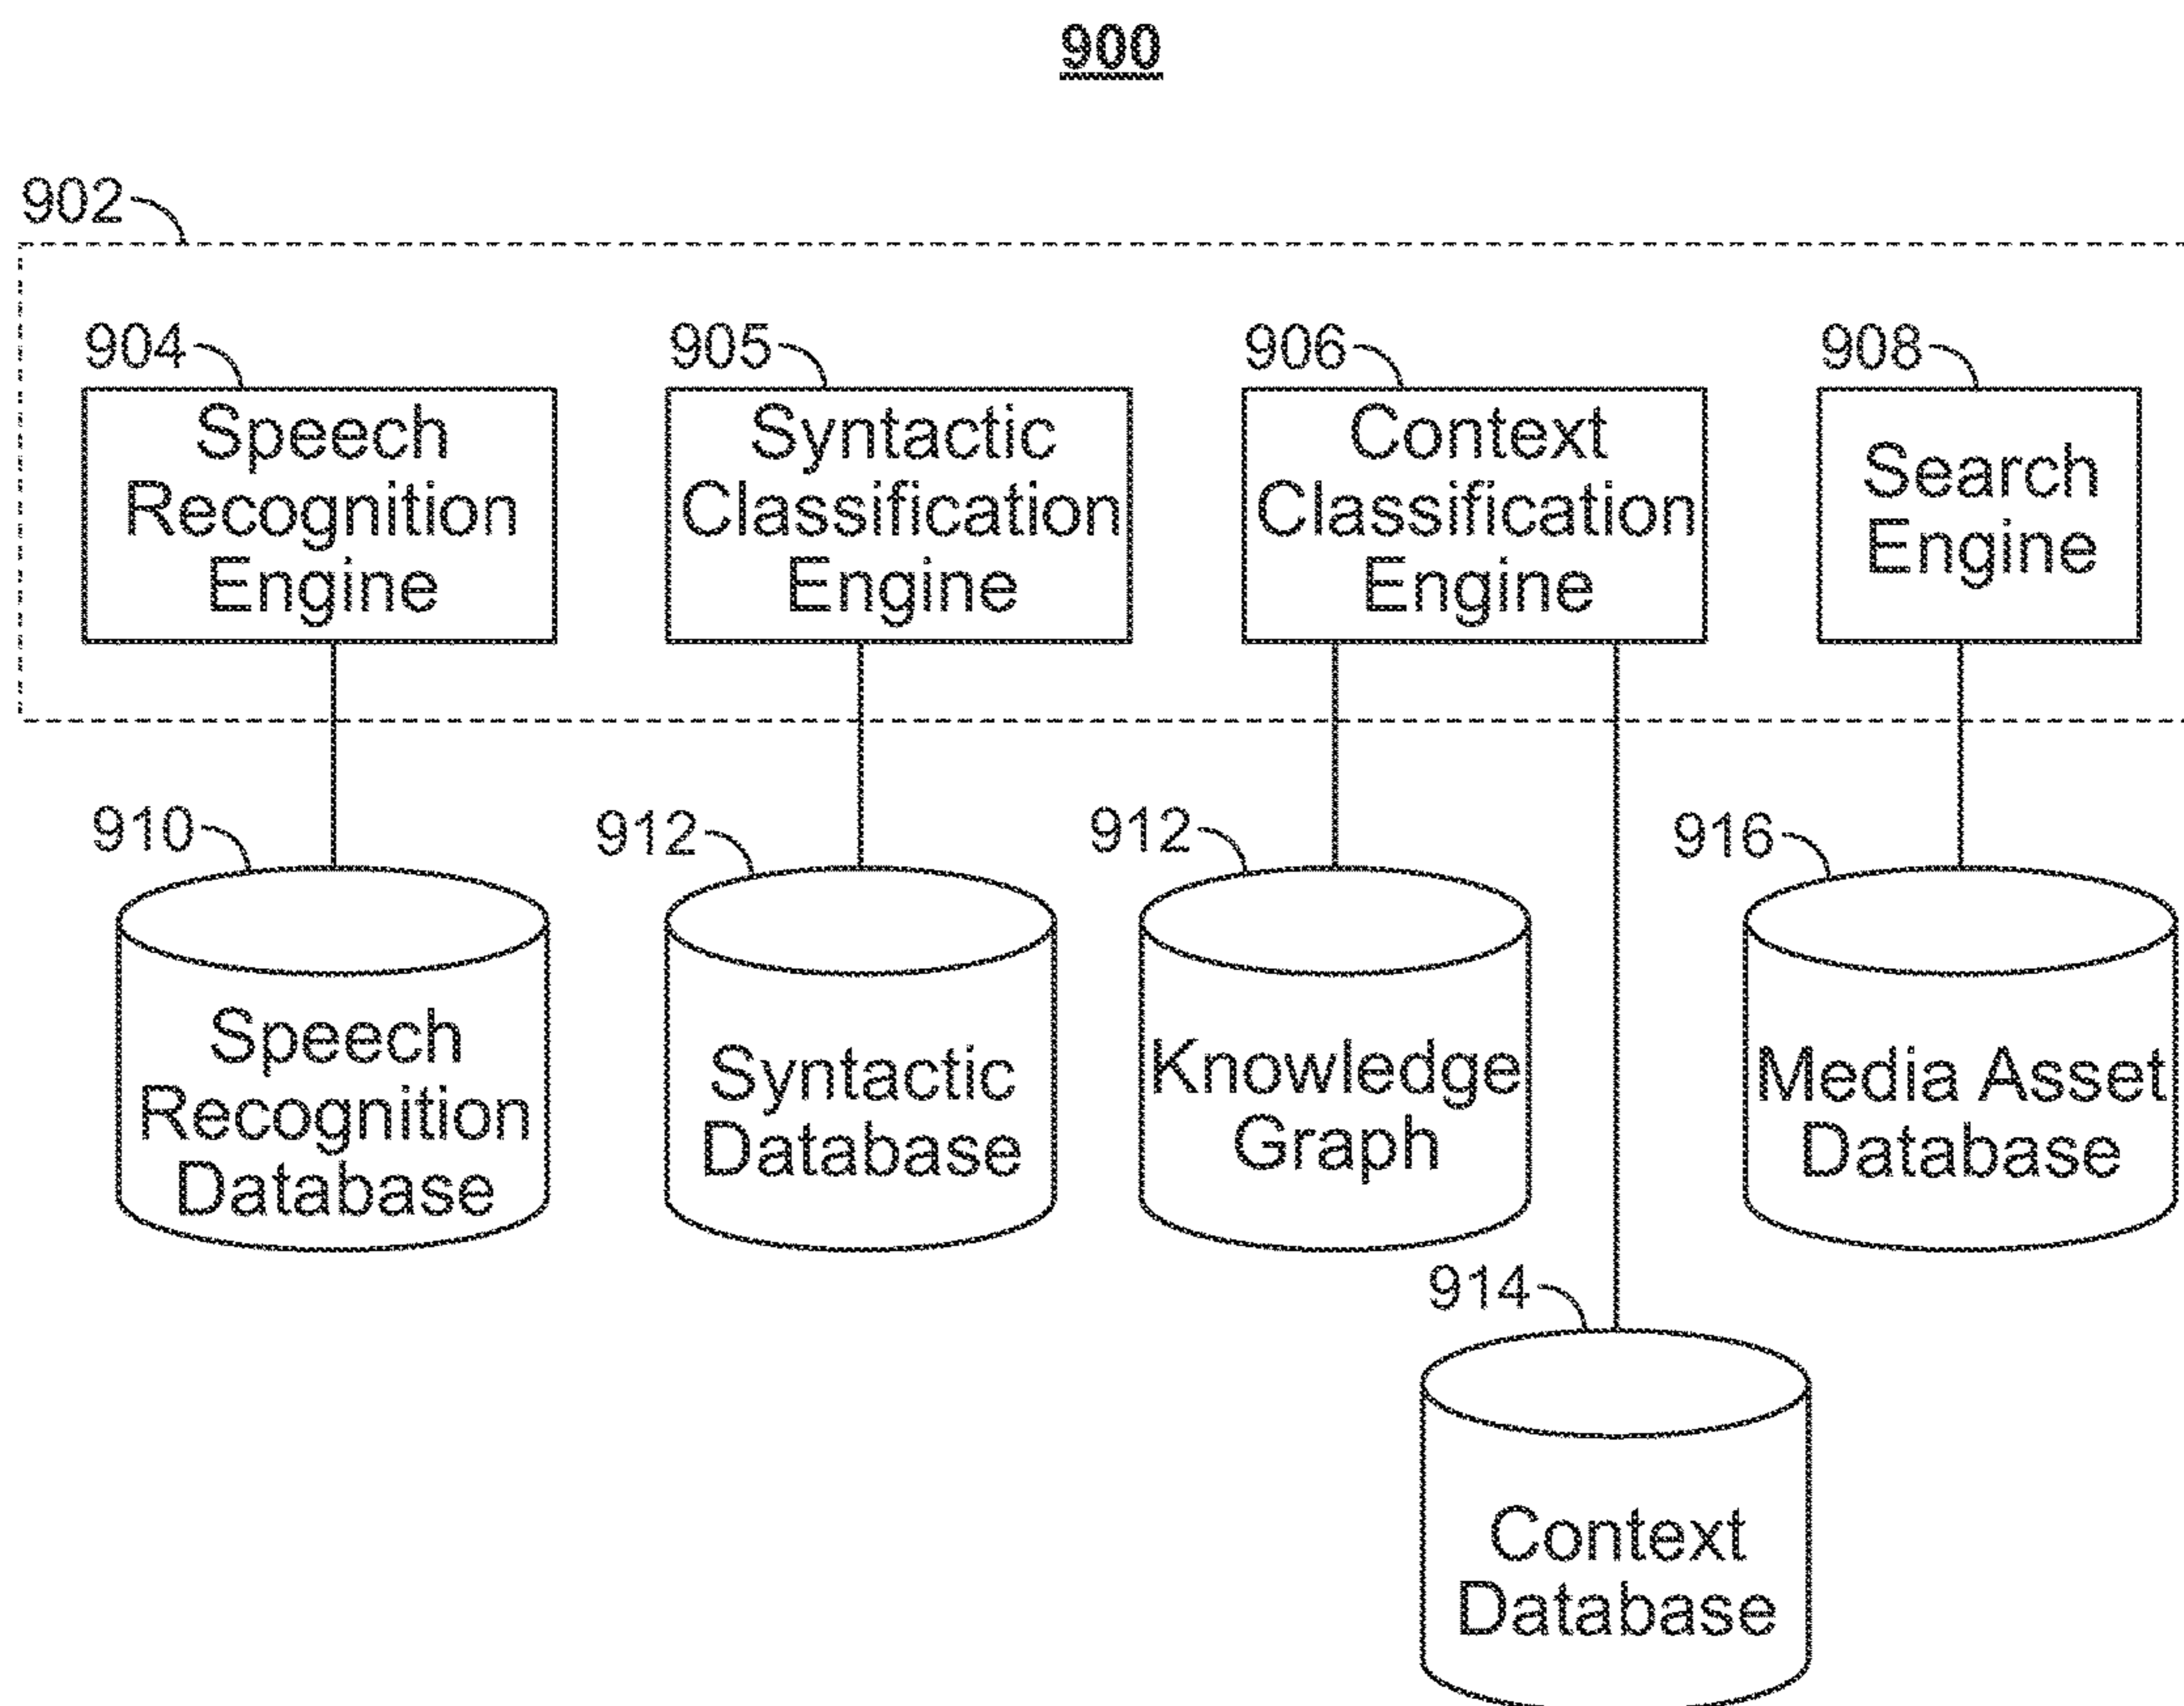 900
902
904
905
906
908
Speech
Recognition
Engine
Syntactic
Classification
Engine
Context
Classification
Engine
Search
Engine
910
912
912
916
Speech
Recognition
Database
Syntactic
Database
Knowledge
Graph
Media Asset
Database
914
Context
Database